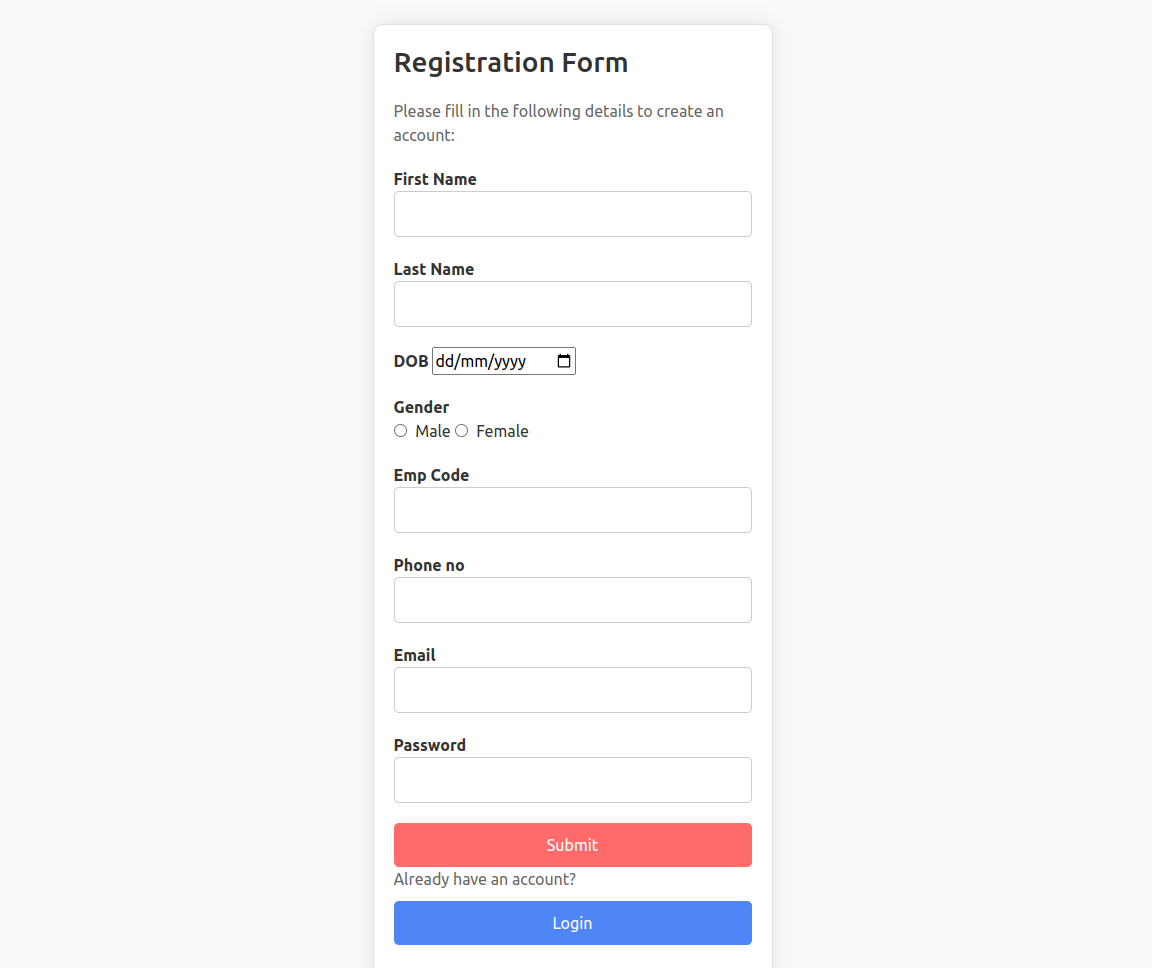 Registration Form
Please fill in the following details to create an
account:
First Name
Last Name
DOB dd/mm/yyyy
Gender
Male Female
Emp Code
Phone no
Email
Password
Submit
Already have an account?
Login